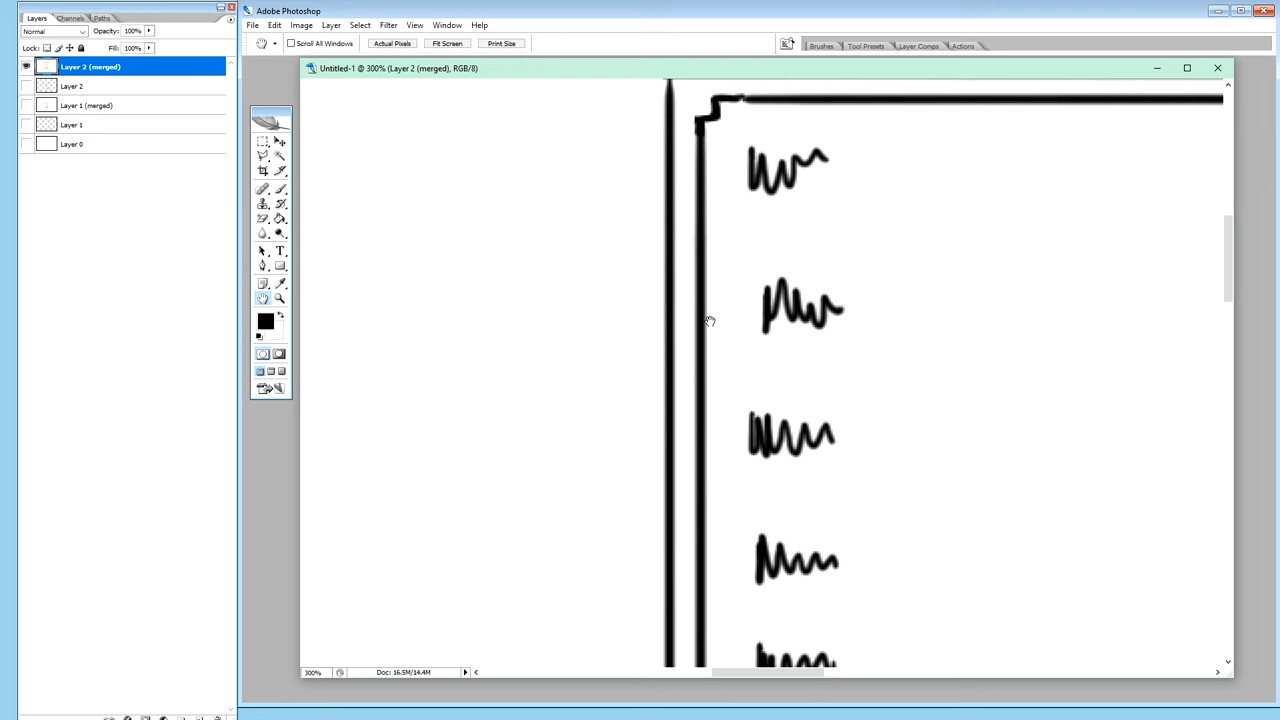 Layers Channels Paths
Normal Opacity: 100%
Lock: Fill: 100%
Layer 2 (merged)
Layer 2
Layer 1 (merged)
Layer 1
Layer 0
Adobe Photoshop
File Edit Image Layer Select Filter View Window Help
Scroll All Windows Actual Pixels Fit Screen Print Size
Brushes Tool Presets Layer Comps Actions
Untitled-1 @ 300% (Layer 2 (merged), RGB/8)
300% Doc: 16.5M/14.4M